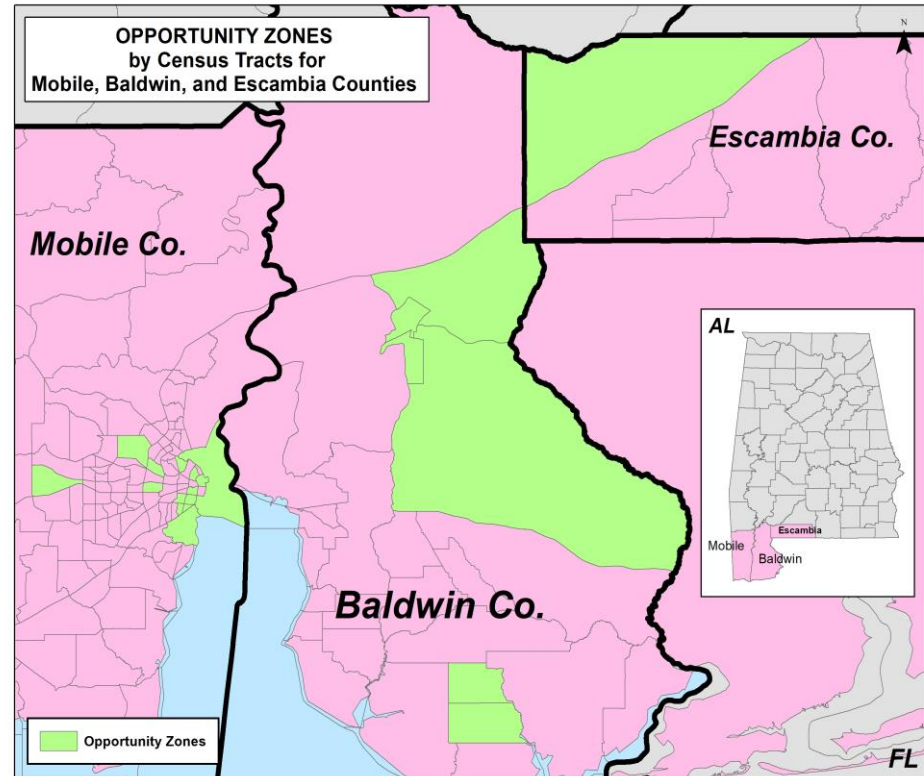 OPPORTUNITY ZONES
by Census Tracts for
Mobile, Baldwin, and Escambia Counties
N
Escambia Co.
Mobile Co.
AL
Escambia
Mobile
Baldwin
Baldwin Co.
Opportunity Zones
FL